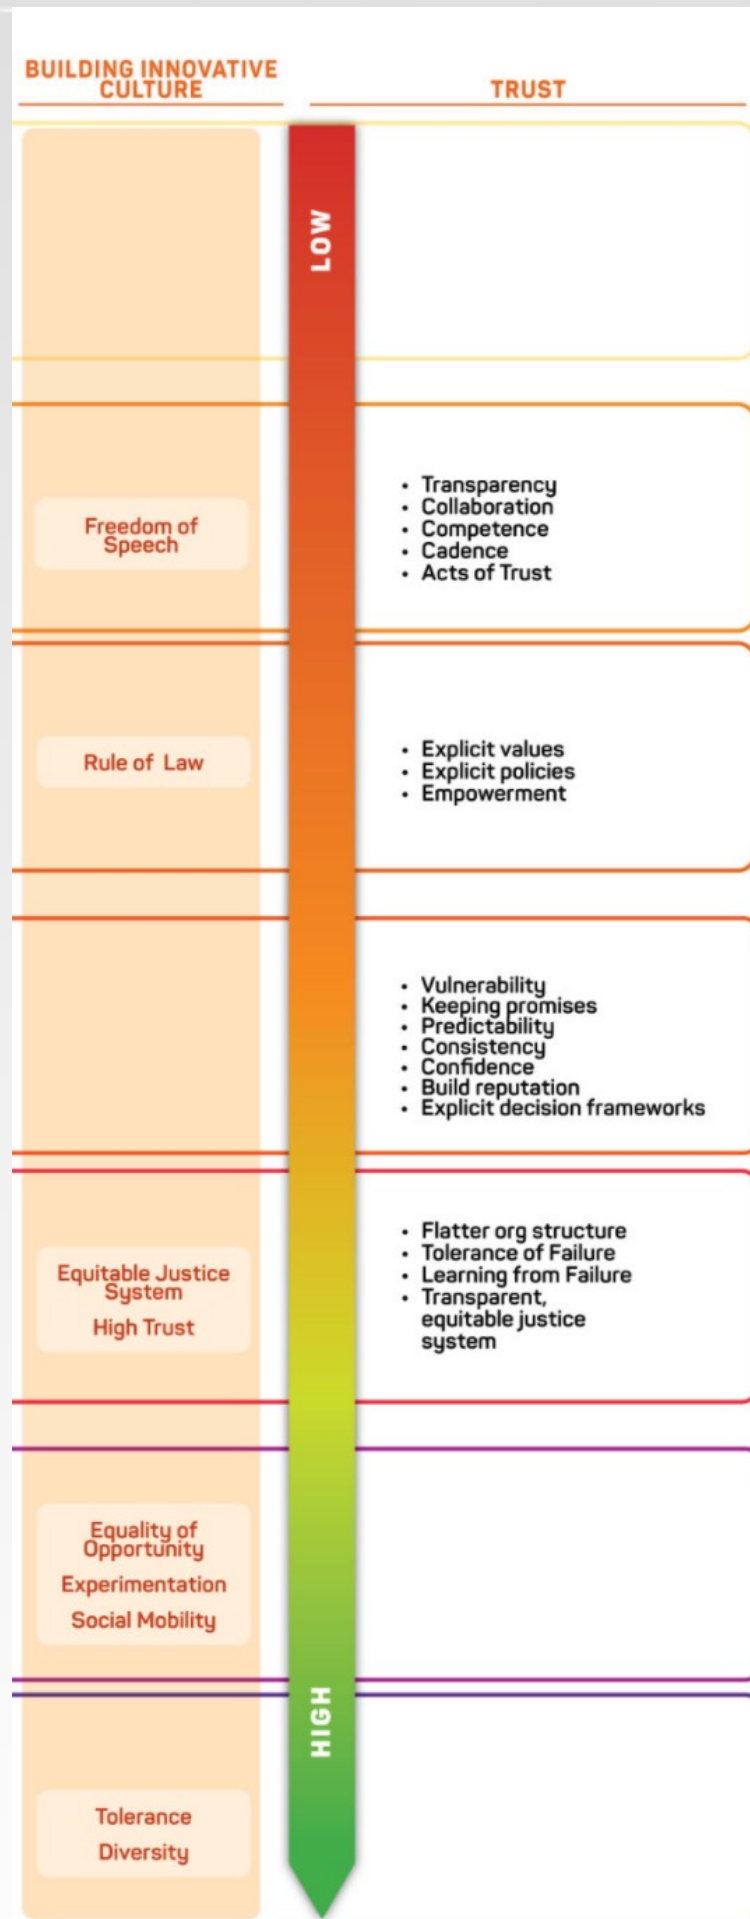 BUILDING INNOVATIVE
CULTURE
TRUST
LOW
Freedom of
Speech
• Transparency
• Collaboration
• Competence
• Cadence
• Acts of Trust
Rule of Law
• Explicit values
• Explicit policies
• Empowerment
• Vulnerability
• Keeping promises
• Predictability
• Consistency
• Confidence
• Build reputation
• Explicit decision frameworks
Equitable Justice
System
High Trust
• Flatter org structure
• Tolerance of Failure
• Learning from Failure
• Transparent,
equitable justice
system
Equality of
Opportunity
Experimentation
Social Mobility
HIGH
Tolerance
Diversity